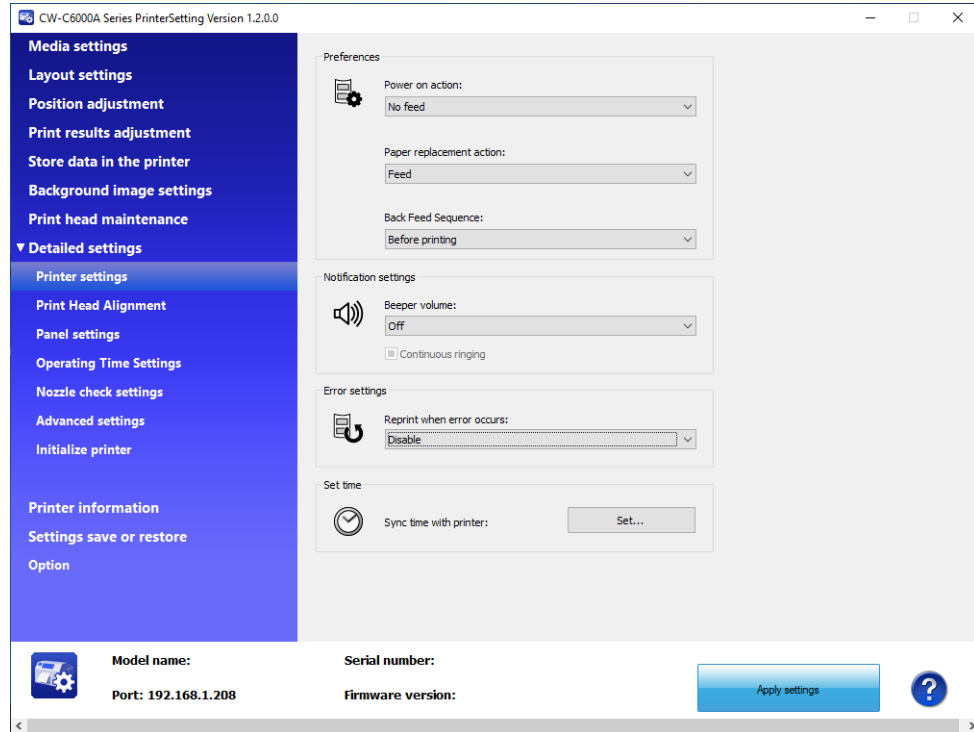 CW-C6000A Series PrinterSetting Version 1.2.0.0
Media settings
Layout settings
Position adjustment
Print results adjustment
Store data in the printer
Background image settings
Print head maintenance
Detailed settings
Printer settings
Print Head Alignment
Panel settings
Operating Time Settings
Nozzle check settings
Advanced settings
Initialize printer
Printer information
Settings save or restore
Option
Preferences
Power on action:
No feed
Paper replacement action:
Feed
Back Feed Sequence:
Before printing
Notification settings
Beeper volume:
Off
Continuous ringing
Error settings
Reprint when error occurs:
Disable
Set time
Sync time with printer:
Set...
Model name:
Serial number:
Port: 192.168.1.208
Firmware version:
Apply settings
?